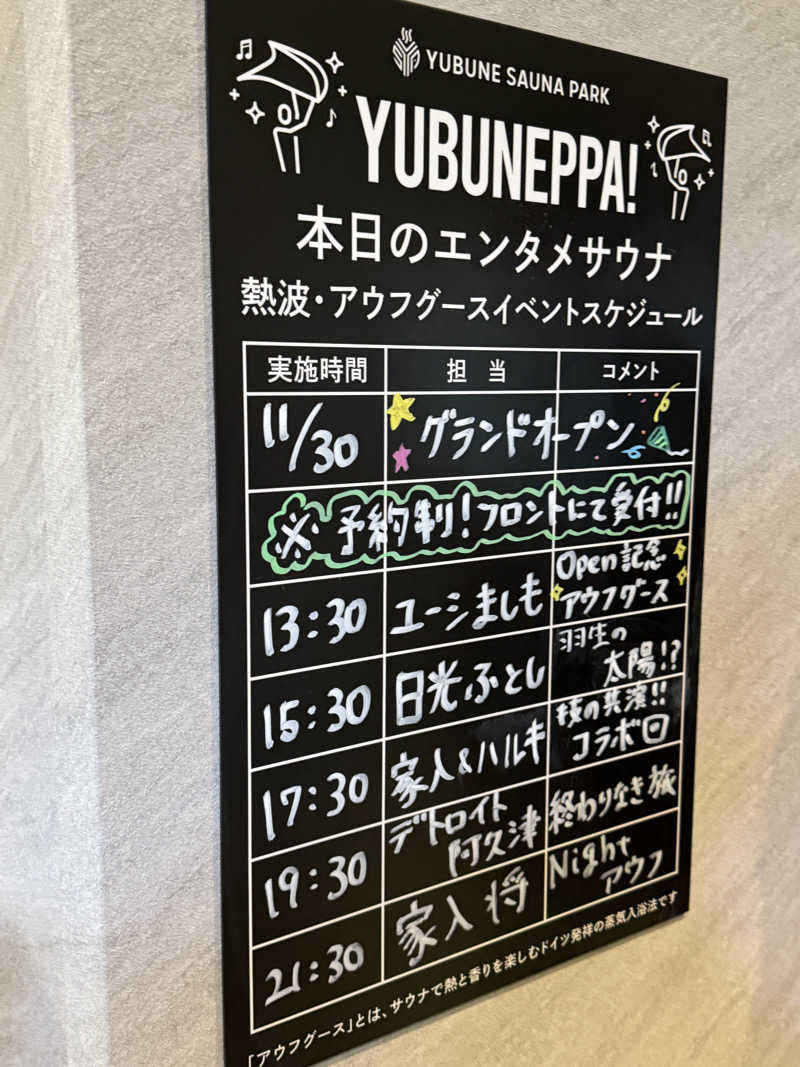 YUBUNE SAUNA PARK
YUBUNEPPA!
本日のエンタメサウナ
熱波・アウフグースイベントスケジュール
実施時間 担当 コメント
11/30 グランドオープン
※予約制!フロントにて受付!!
13:30 ユーシましも Open記念 アウフグース
15:30 日光ふとし 羽生の 太陽!?
17:30 家入&ハルキ 技の共演!! コラボ回
19:30 デトロイト 阿久津 終わりなき旅
21:30 家入 将 Night アウフ
「アウフグース」とは、サウナで熱と香りを楽しむドイツ発祥の蒸気入浴法です